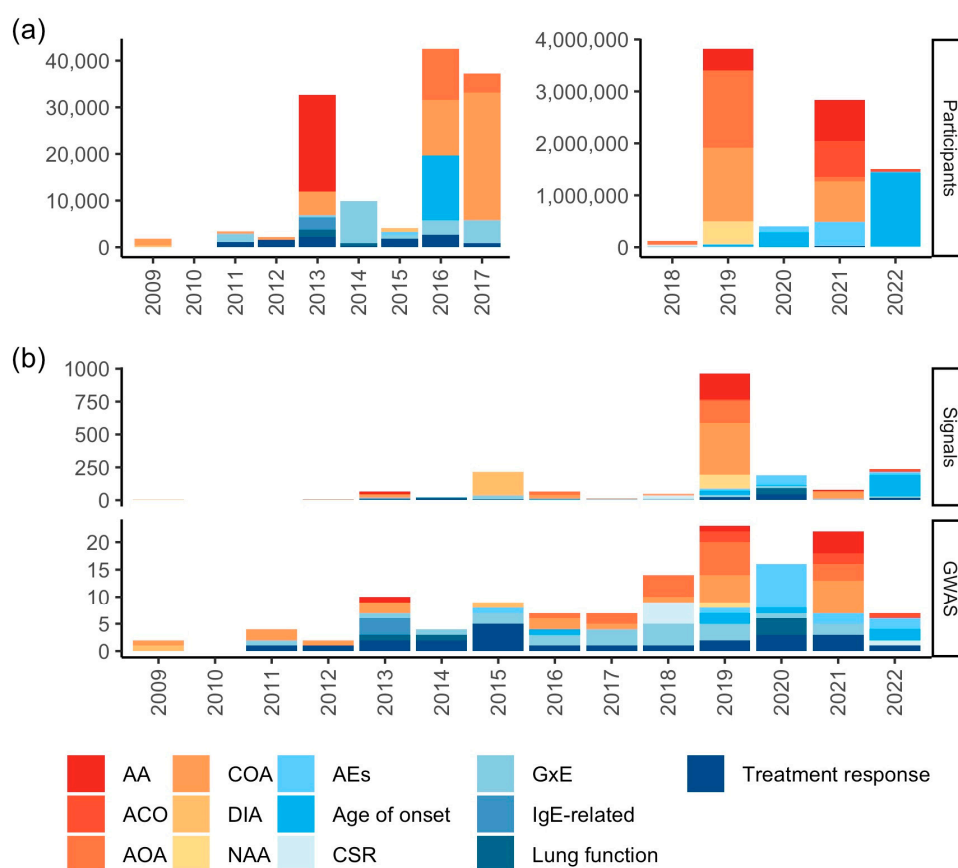 (a)
40,000
30,000
20,000
10,000
0
2009 2010 2011 2012 2013 2014 2015 2016 2017
4,000,000
3,000,000
2,000,000
1,000,000
0
2018 2019 2020 2021 2022
Participants
(b)
1000
750
500
250
0
Signals
20
15
10
5
0
GWAS
2009 2010 2011 2012 2013 2014 2015 2016 2017 2018 2019 2020 2021 2022
AA COA AEs GxE Treatment response
ACO DIA Age of onset IgE-related
AOA NAA CSR Lung function